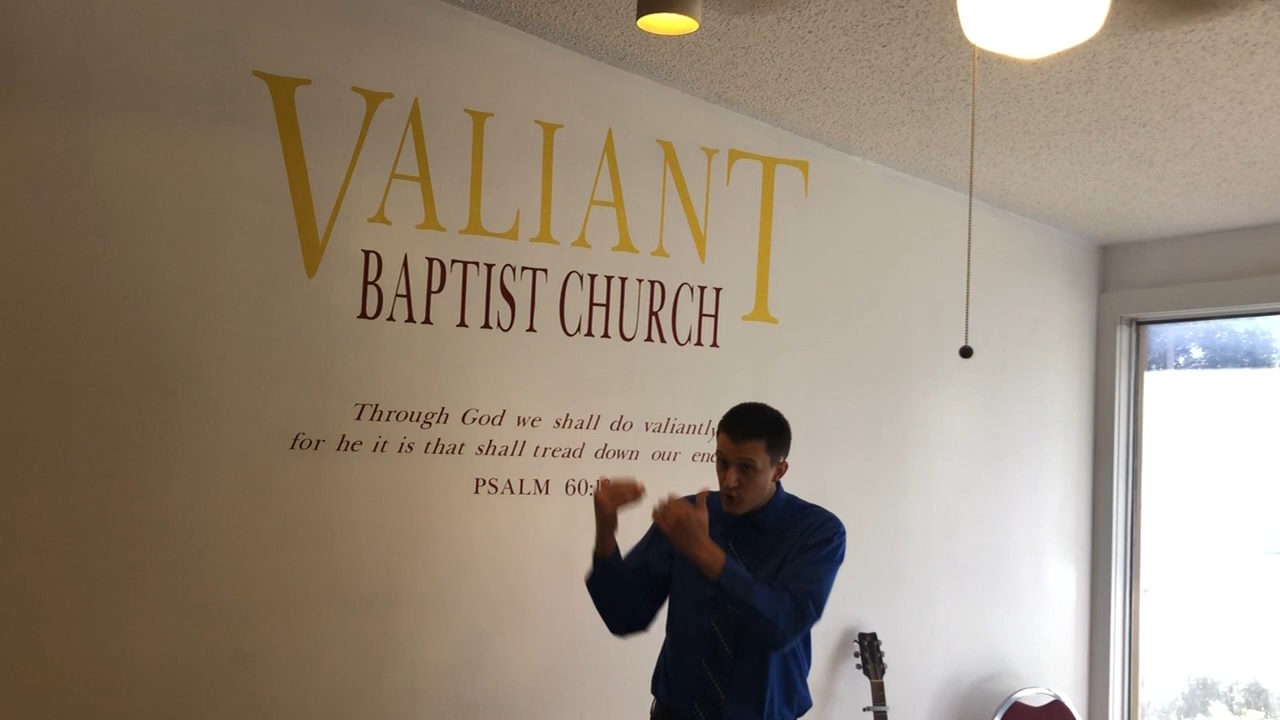 VALIANT
BAPTIST CHURCH
Through God we shall do valiantly
for he it is that shall tread down our
PSALM 60: